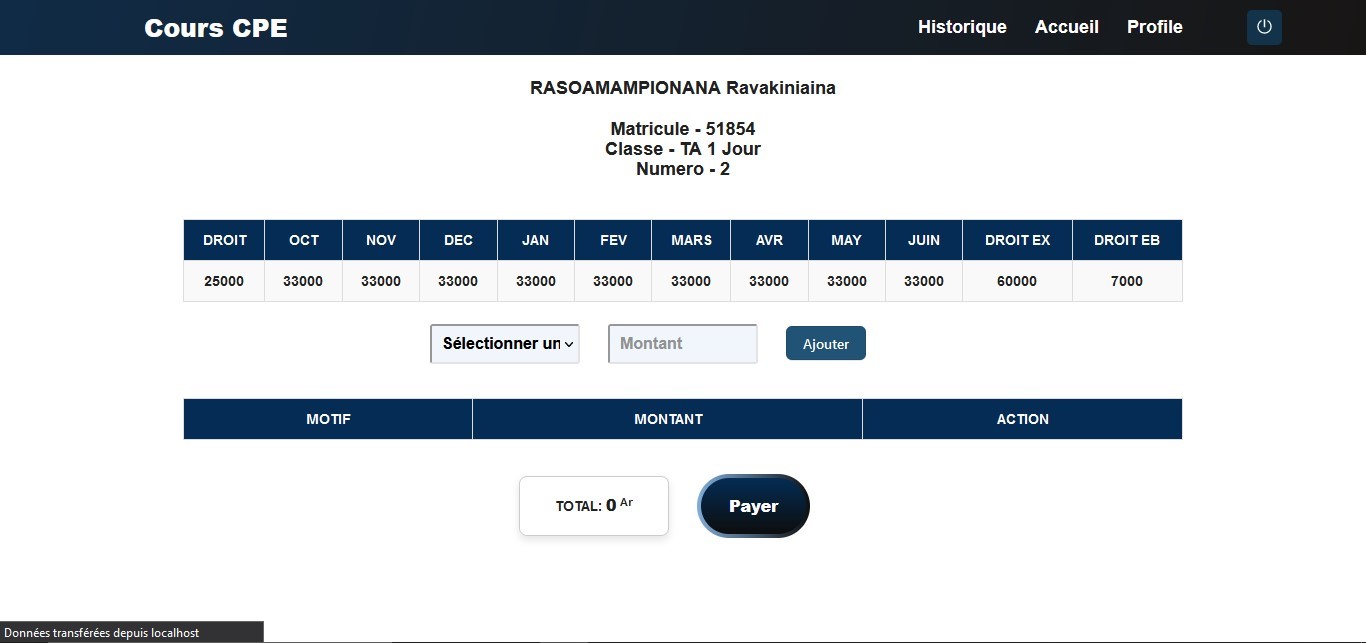 Cours CPE
Historique Accueil Profile
RASOAMAMPIONANA Ravakiniaina
Matricule - 51854
Classe - TA 1 Jour
Numero - 2
DROIT OCT NOV DEC JAN FEV MARS AVR MAY JUIN DROIT EX DROIT EB
25000 33000 33000 33000 33000 33000 33000 33000 33000 33000 60000 7000
Sélectionner un Montant Ajouter
MOTIF MONTANT ACTION
TOTAL: 0 Ar Payer
Données transférées depuis localhost